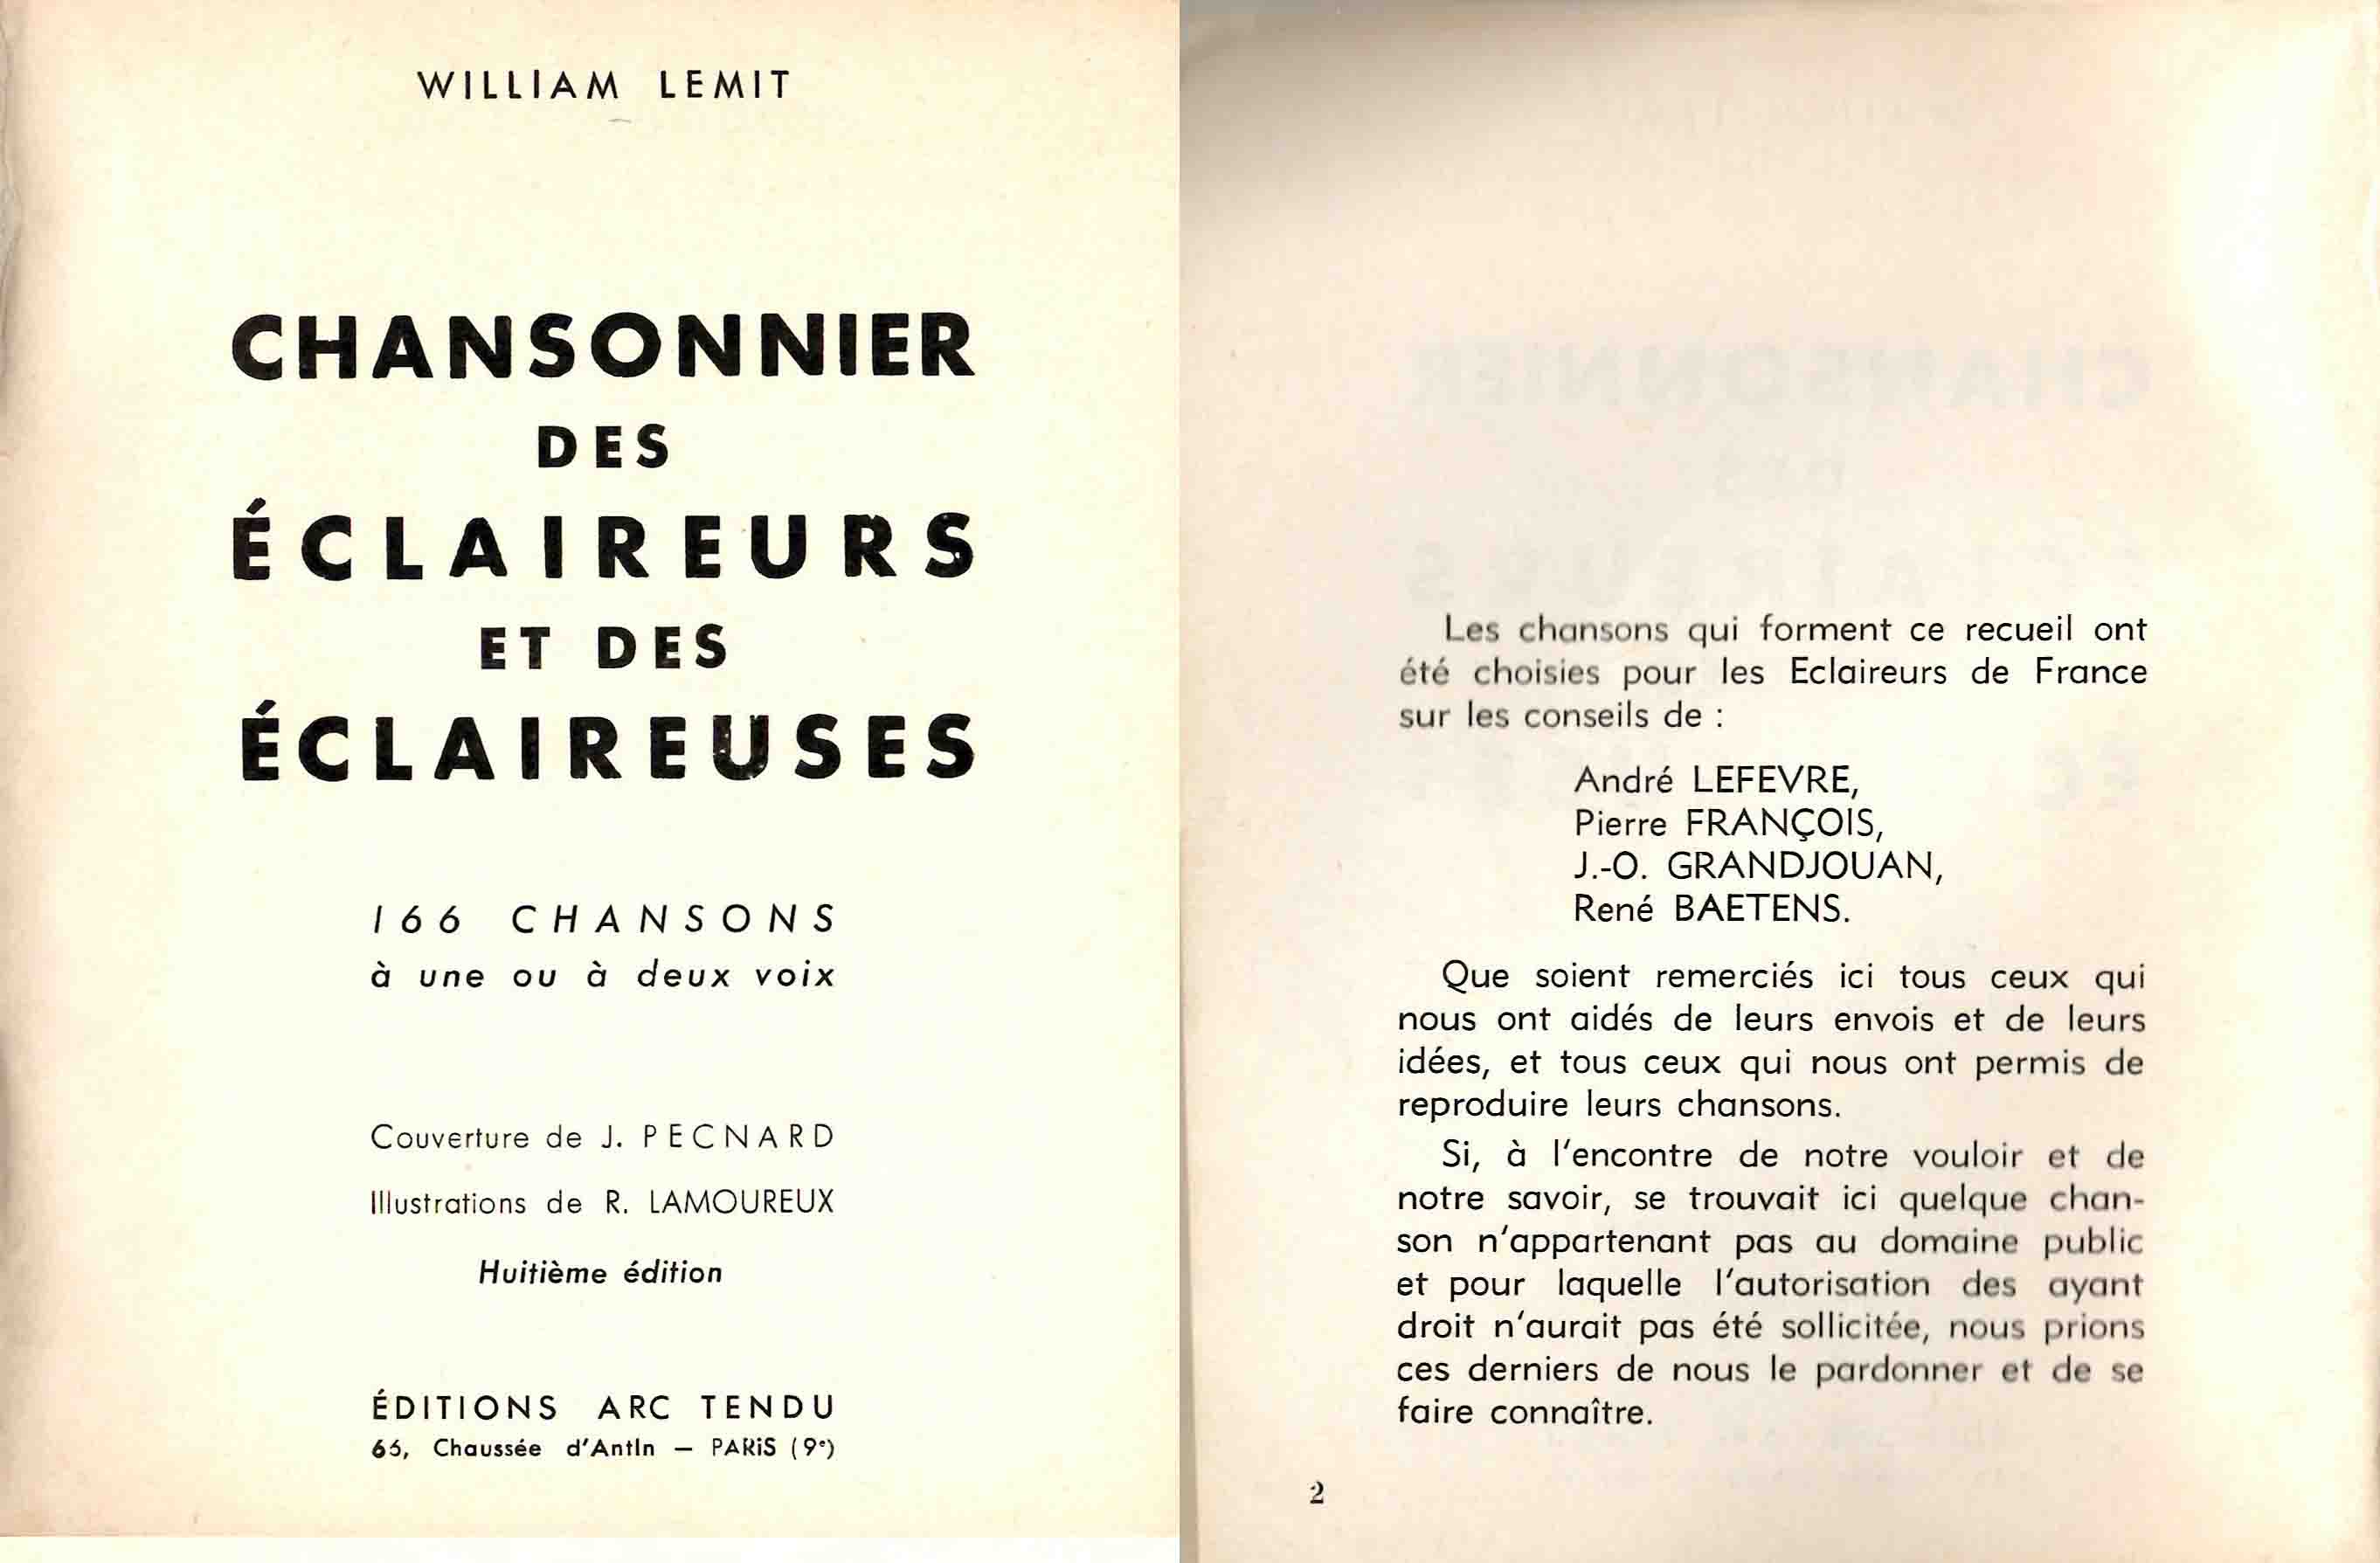 WILLIAM LEMIT
CHANSONNIER
DES
ÉCLAIREURS
ET DES
ÉCLAIREUSES
166 CHANSONS
à une ou à deux voix
Couverture de J. PECNARD
Illustrations de R. LAMOUREUX
Huitième édition
ÉDITIONS ARC TENDU
66, Chaussée d'Antin — PARiS (9e)
Les chansons qui forment ce recueil ont
été choisies pour les Eclaireurs de France
sur les conseils de :
André LEFEVRE,
Pierre FRANÇOIS,
J.-O. GRANDJOUAN,
René BAETENS.
Que soient remerciés ici tous ceux qui
nous ont aidés de leurs envois et de leurs
idées, et tous ceux qui nous ont permis de
reproduire leurs chansons.
Si, à l'encontre de notre vouloir et de
notre savoir, se trouvait ici quelque chan-
son n'appartenant pas au domaine public
et pour laquelle l'autorisation des ayant
droit n'aurait pas été sollicitée, nous prions
ces derniers de nous le pardonner et de se
faire connaître.
2